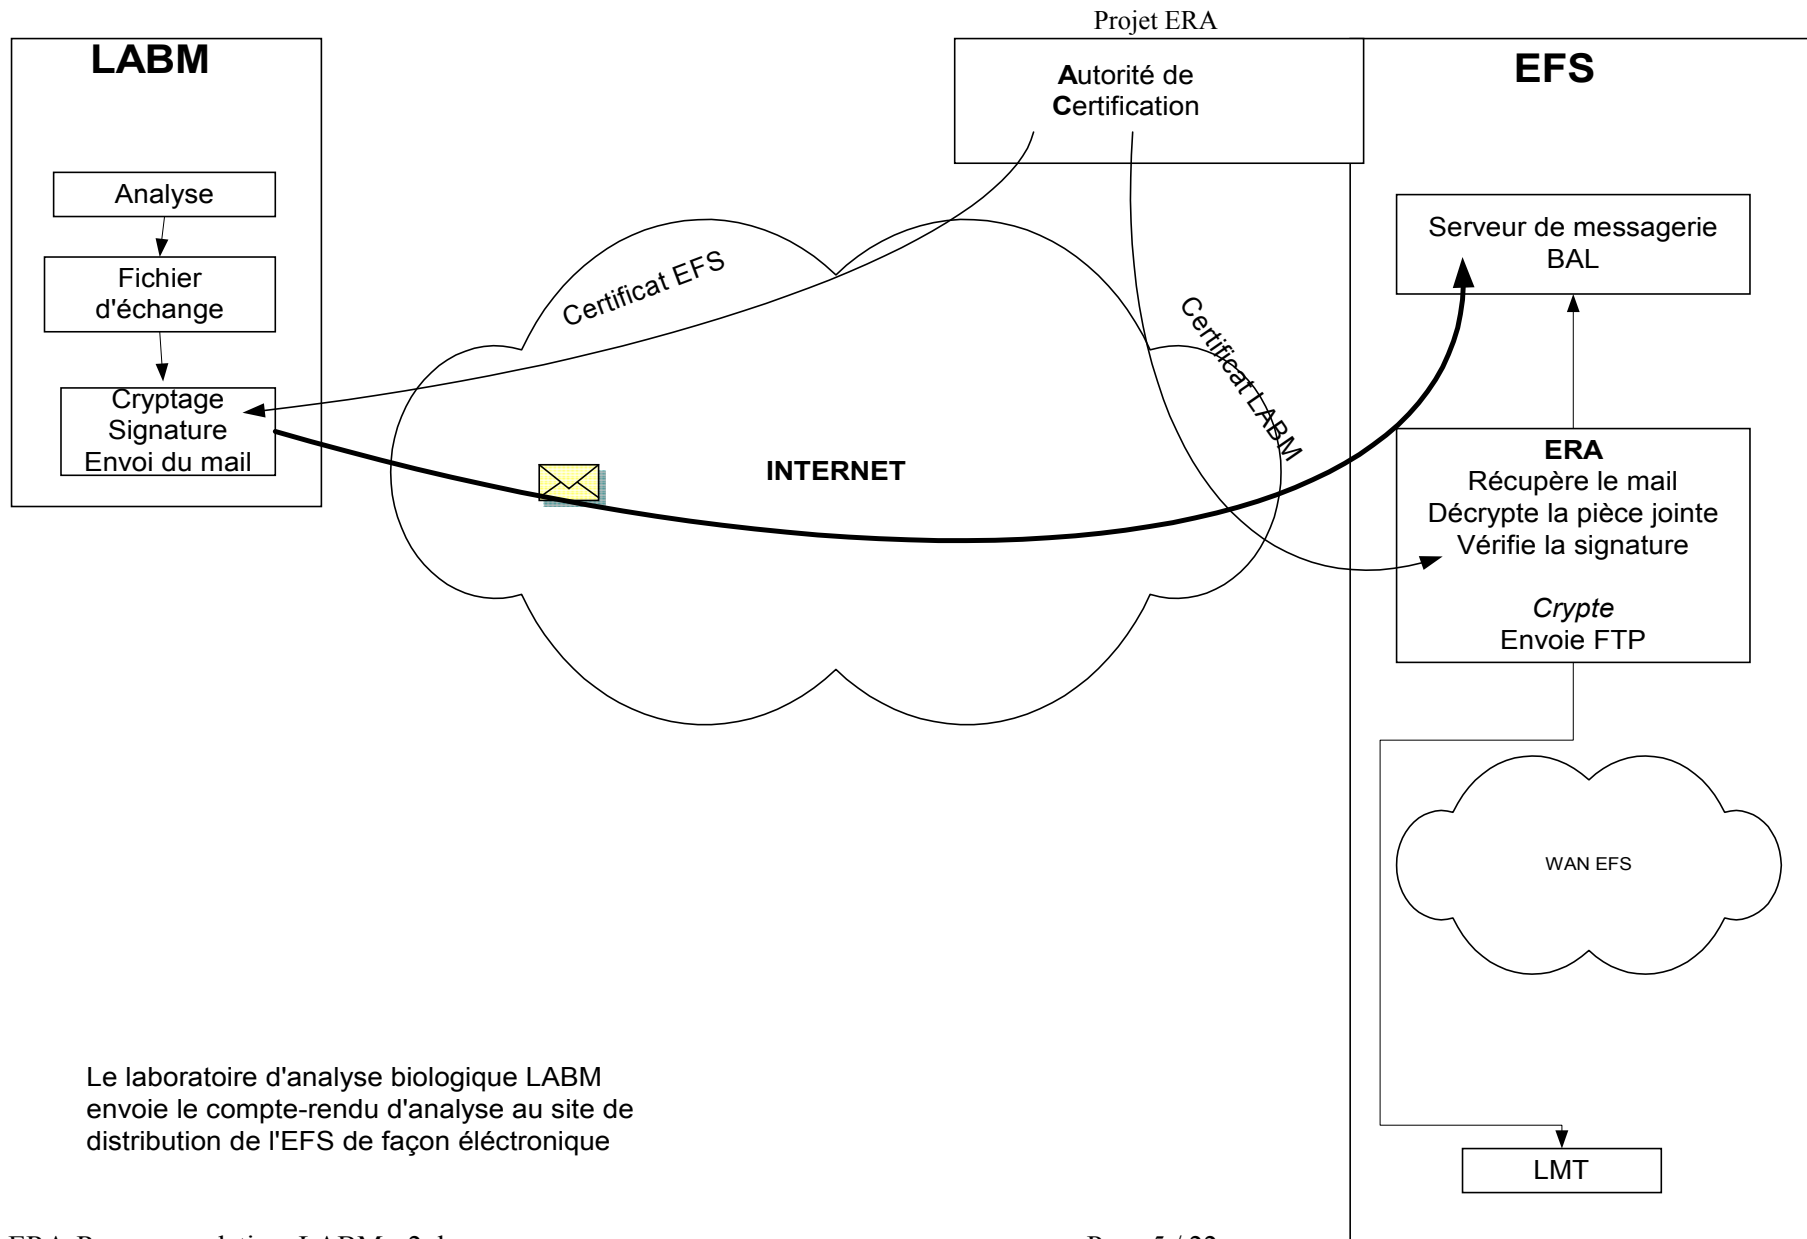 Projet ERA
LABM
Autorité de
Certification
EFS
Analyse
Fichier
d'échange
Cryptage
Signature
Envoi du mail
Certificat EFS
Certificat LABM
INTERNET
Serveur de messagerie
BAL
ERA
Récupère le mail
Décrypte la pièce jointe
Vérifie la signature
Crypte
Envoie FTP
WAN EFS
LMT
Le laboratoire d'analyse biologique LABM
envoie le compte-rendu d'analyse au site de
distribution de l'EFS de façon éléctronique